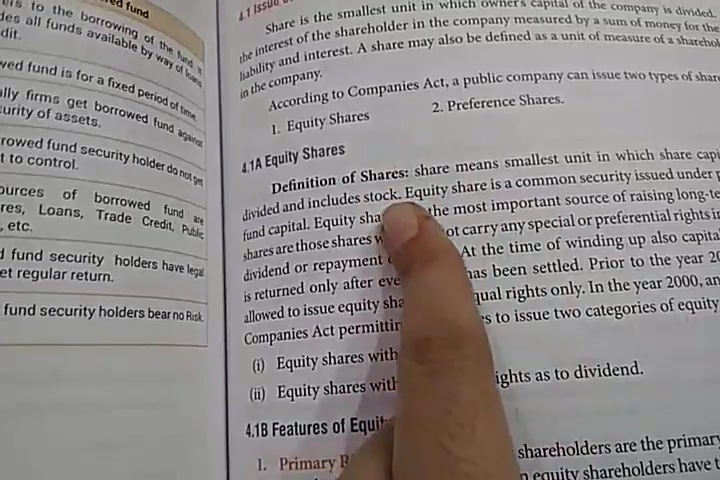 ed fund
to the borrowing of the fund. It
des all funds available by way of loans
dit.
wed fund is for a fixed period of time
ally firms get borrowed fund against
urity of assets.
rowed fund security holder do not get
t to control.
ources of borrowed fund are
res, Loans, Trade Credit, Public
, etc.
d fund security holders have legal
et regular return.
fund security holders bear no Risk.
4.1 Issue
Share is the smallest unit in which owner's capital of the company is divided.
the interest of the shareholder in the company measured by a sum of money for the
liability and interest. A share may also be defined as a unit of measure of a shareho
in the company.
According to Companies Act, a public company can issue two types of shar
1. Equity Shares 2. Preference Shares.
4.1A Equity Shares
Definition of Shares: share means smallest unit in which share capi
divided and includes stock. Equity share is a common security issued under p
fund capital. Equity sha the most important source of raising long-te
shares are those shares w ot carry any special or preferential rights i
dividend or repayment At the time of winding up also capita
is returned only after eve has been settled. Prior to the year 20
allowed to issue equity sha qual rights only. In the year 2000, an
Companies Act permittin s to issue two categories of equity
(i) Equity shares with
(ii) Equity shares with ights as to dividend.
4.1B Features of Equit
1. Primary R shareholders are the primary
equity shareholders have t